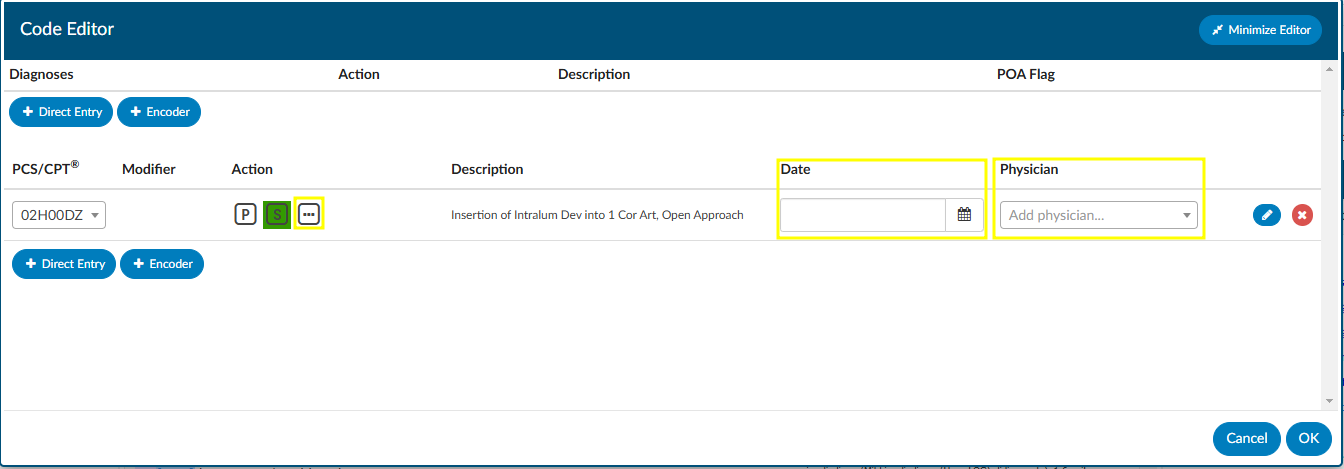 Code Editor
Minimize Editor
Diagnoses Action Description POA Flag
+ Direct Entry + Encoder
PCS/CPT® Modifier Action Description Date Physician
02H00DZ P S ··· Insertion of Intralum Dev into 1 Cor Art, Open Approach Add physician...
+ Direct Entry + Encoder
Cancel OK